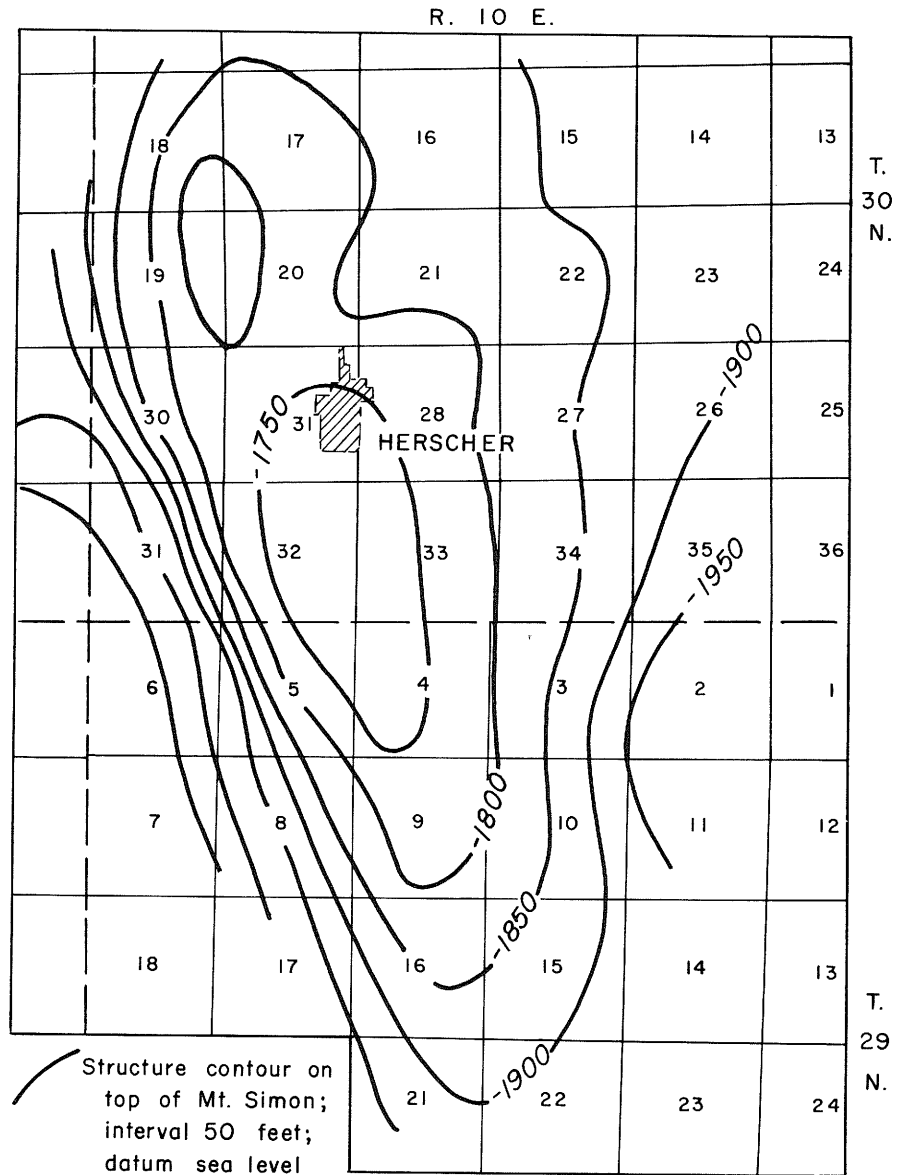 R. 10 E.
18 17 16 15 14 13
T.
30
N.
19 20 21 22 23 24
-1900
-1750
30 31 28 27 26 25
HERSCHER
31 32 33 34 35 36
-1950
6 5 4 3 2 1
-1800
7 8 9 10 11 12
-1850
18 17 16 15 14 13
T.
29
N.
-1900
21 22 23 24
Structure contour on
top of Mt. Simon;
interval 50 feet;
datum sea level